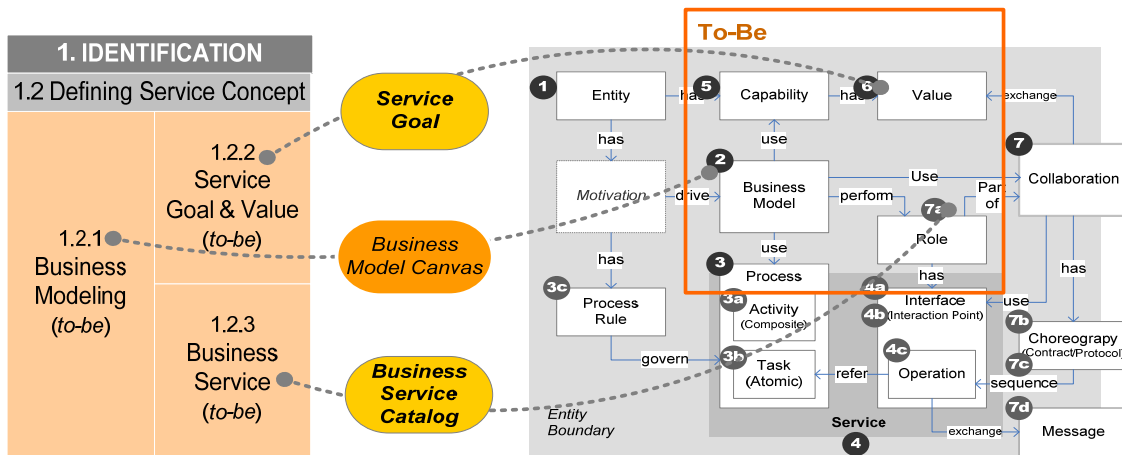 1. IDENTIFICATION
1.2 Defining Service Concept
1.2.1
Business
Modeling
(to-be)
1.2.2
Service
Goal & Value
(to-be)
1.2.3
Business
Service
(to-be)
Service
Goal
Business
Model Canvas
Business
Service
Catalog
To-Be
1
Entity
has
5
Capability
has
6
Value
exchange
has
use
7
Collaboration
Motivation
drive
2
Business
Model
Use
perform
Part
of
7a
Role
has
use
has
has
3c
Process
Rule
govern
3
Process
3a
Activity
(Composite)
3b
Task
(Atomic)
refer
4a
Interface
4b
(Interaction Point)
4c
Operation
use
7b
Choreograpy
(Contract/Protocol)
7c
sequence
7d
Message
exchange
Service
4
Entity
Boundary